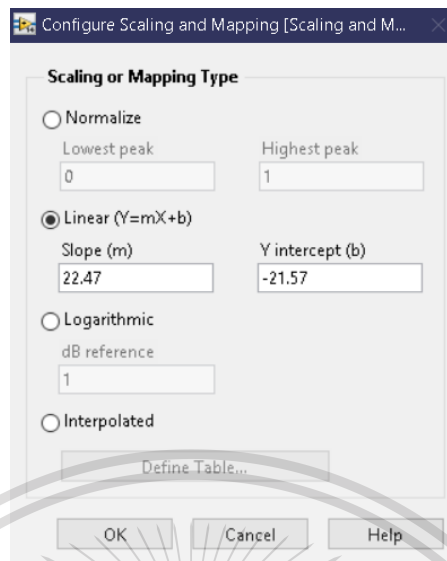 Configure Scaling and Mapping [Scaling and M...
Scaling or Mapping Type
Normalize
Lowest peak Highest peak
0 1
Linear (Y=mX+b)
Slope (m) Y intercept (b)
22.47 -21.57
Logarithmic
dB reference
1
Interpolated
Define Table...
OK Cancel Help